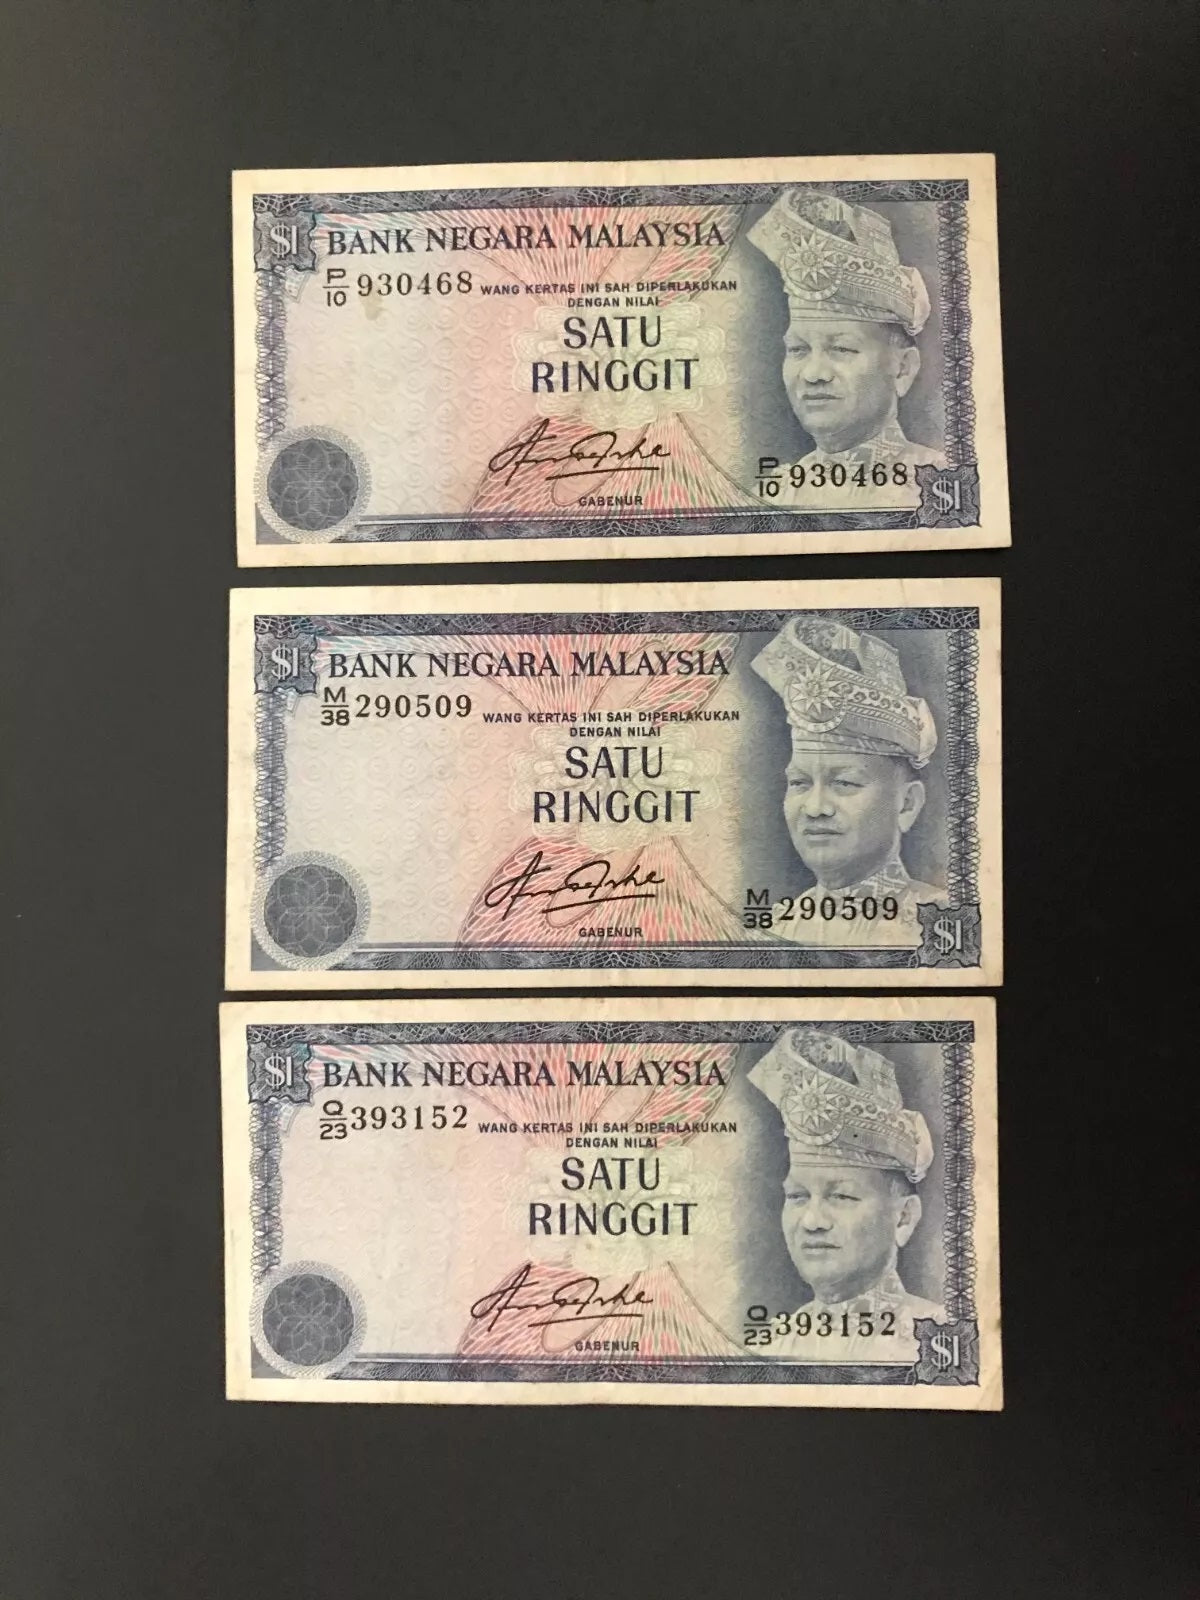 $1 BANK NEGARA MALAYSIA
P/10 930468 WANG KERTAS INI SAH DIPERLAKUKAN
DENGAN NILAI
SATU
RINGGIT
GABENUR
P/10 930468 $1
$1 BANK NEGARA MALAYSIA
M/38 290509 WANG KERTAS INI SAH DIPERLAKUKAN
DENGAN NILAI
SATU
RINGGIT
GABENUR
M/38 290509 $1
$1 BANK NEGARA MALAYSIA
Q/23 393152 WANG KERTAS INI SAH DIPERLAKUKAN
DENGAN NILAI
SATU
RINGGIT
GABENUR
Q/23 393152 $1